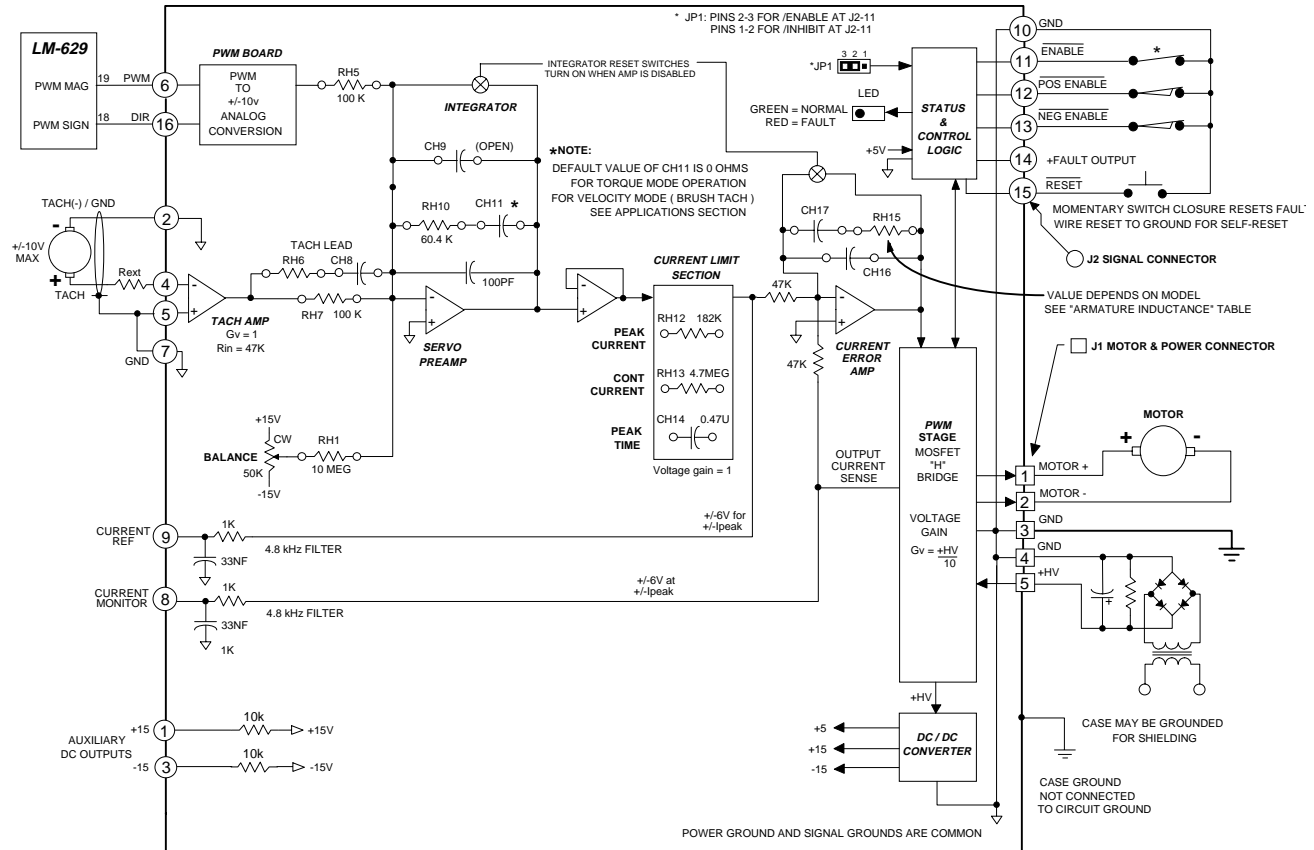 * JP1: PINS 2-3 FOR /ENABLE AT J2-11
PINS 1-2 FOR /INHIBIT AT J2-11
LM-629
PWM MAG
19
PWM
6
PWM SIGN
18
DIR
16
PWM BOARD
PWM
TO
+/-10v
ANALOG
CONVERSION
RH5
100 K
INTEGRATOR
INTEGRATOR RESET SWITCHES
TURN ON WHEN AMP IS DISABLED
*JP1
3 2 1
LED
GREEN = NORMAL
RED = FAULT
+5V
STATUS
&
CONTROL
LOGIC
10
GND
11
ENABLE
*
12
POS ENABLE
13
NEG ENABLE
14
+FAULT OUTPUT
15
RESET
MOMENTARY SWITCH CLOSURE RESETS FAULT
WIRE RESET TO GROUND FOR SELF-RESET
J2 SIGNAL CONNECTOR
CH9
(OPEN)
*NOTE:
DEFAULT VALUE OF CH11 IS 0 OHMS
FOR TORQUE MODE OPERATION
FOR VELOCITY MODE ( BRUSH TACH )
SEE APPLICATIONS SECTION
RH10
60.4 K
CH11 *
100PF
TACH(-) / GND
2
-
+/-10V
MAX
+
TACH
Rext
4
5
7
GND
-
+
TACH AMP
Gv = 1
Rin = 47K
TACH LEAD
RH6
CH8
RH7
100 K
-
+
SERVO
PREAMP
-
+
CURRENT LIMIT
SECTION
RH12
182K
PEAK
CURRENT
RH13
4.7MEG
CONT
CURRENT
CH14
0.47U
PEAK
TIME
Voltage gain = 1
47K
47K
CH17
RH15
CH16
-
+
CURRENT
ERROR
AMP
VALUE DEPENDS ON MODEL
SEE "ARMATURE INDUCTANCE" TABLE
J1 MOTOR & POWER CONNECTOR
+15V
CW
BALANCE
50K
-15V
RH1
10 MEG
OUTPUT
CURRENT
SENSE
PWM
STAGE
MOSFET
"H"
BRIDGE
VOLTAGE
GAIN
Gv = +HV
10
MOTOR
+
-
1
MOTOR +
2
MOTOR -
3
GND
4
GND
5
+HV
+
CURRENT
REF
9
1K
33NF
4.8 kHz FILTER
+/-6V for
+/-Ipeak
CURRENT
MONITOR
8
1K
33NF
1K
4.8 kHz FILTER
+/-6V at
+/-Ipeak
AUXILIARY
DC OUTPUTS
+15
1
10k
+15V
-15
3
10k
-15V
+HV
DC / DC
CONVERTER
+5
+15
-15
CASE MAY BE GROUNDED
FOR SHIELDING
CASE GROUND
NOT CONNECTED
TO CIRCUIT GROUND
POWER GROUND AND SIGNAL GROUNDS ARE COMMON